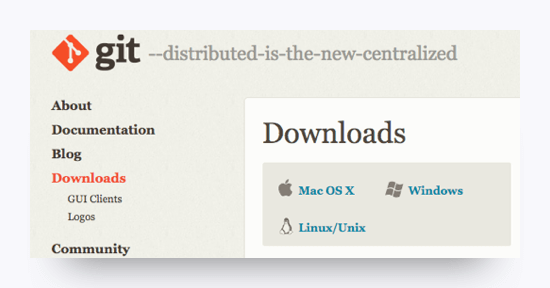 git --distributed-is-the-new-centralized
About
Documentation
Blog
Downloads
GUI Clients
Logos
Community
Downloads
Mac OS X Windows
Linux/Unix